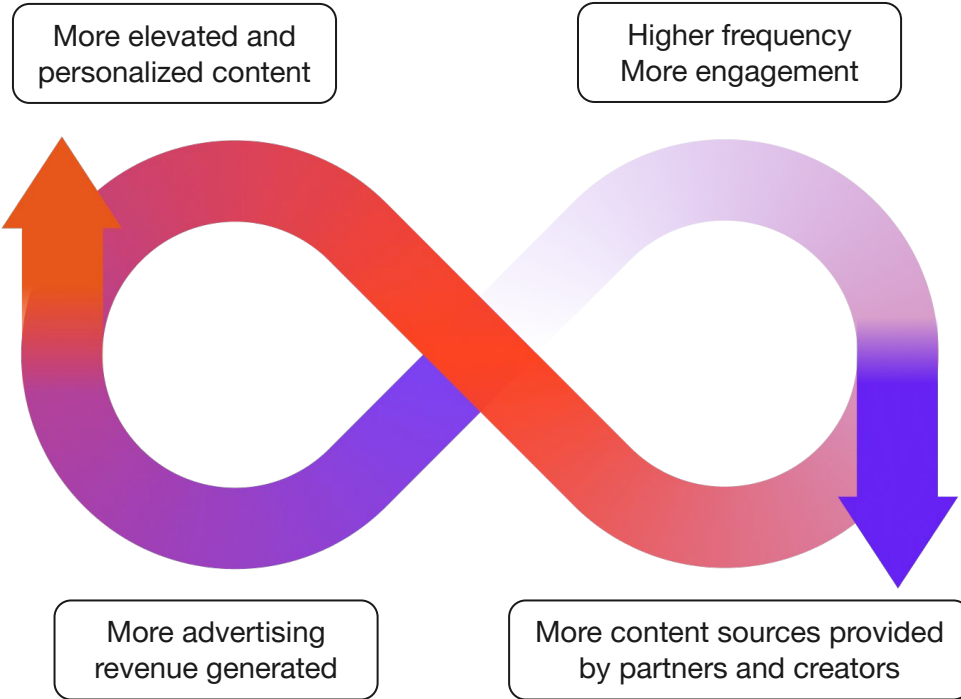 More elevated and
personalized content
Higher frequency
More engagement
More advertising
revenue generated
More content sources provided
by partners and creators